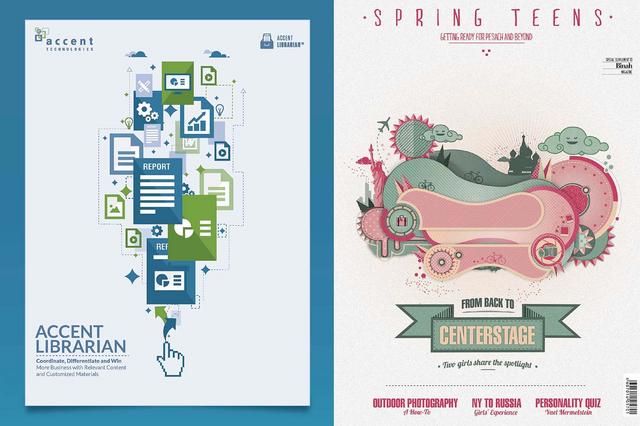 accent
TECHNOLOGIES
ACCENT
LIBRARIAN™
REPORT
W
REP
ACCENT
LIBRARIAN
Coordinate, Differentiate and Win
More Business with Relevant Content
and Customized Materials
· SPRING TEENS ·
GETTING READY FOR PESACH AND BEYOND
SPECIAL SUPPLEMENT TO
Binah
MAGAZINE
FROM BACK TO
CENTERSTAGE
· Two girls share the spotlight ·
OUTDOOR PHOTOGRAPHY
A How-To
NY TO RUSSIA
Girls' Experience
PERSONALITY QUIZ
Yael Mermelstein